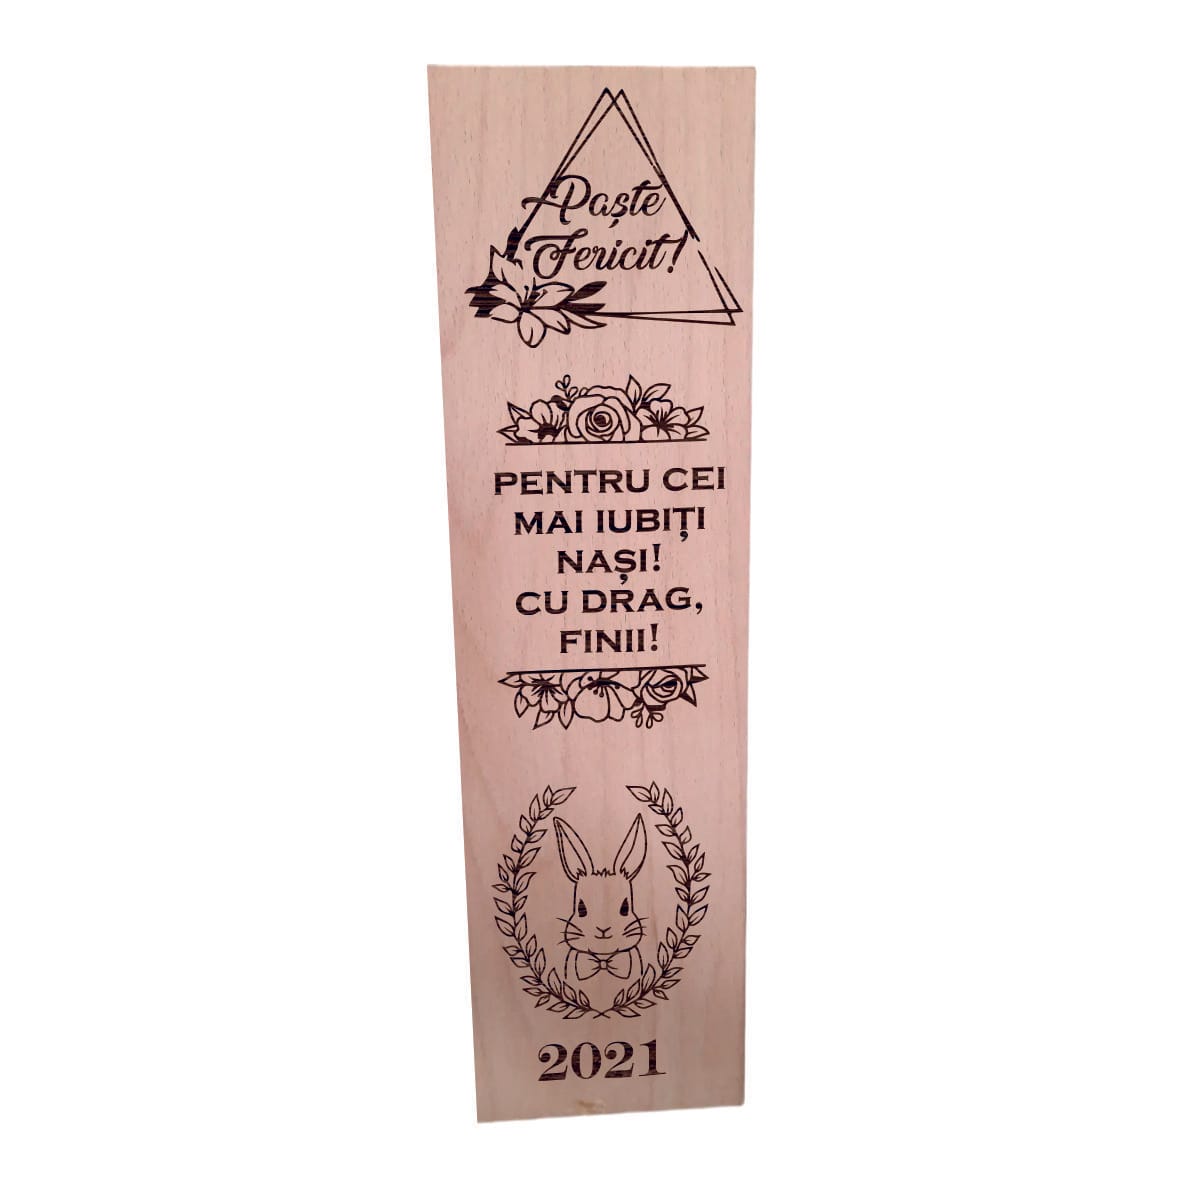 Paște
Fericit!
PENTRU CEI
MAI IUBIȚI
NAȘI!
CU DRAG,
FINII!
2021